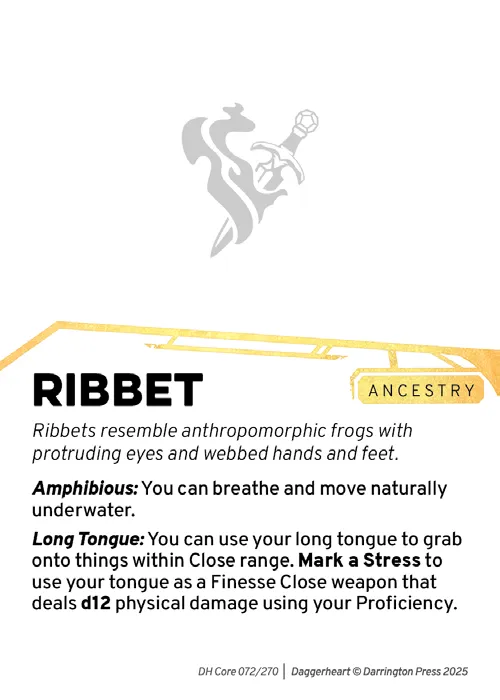 RIBBET
ANCESTRY
Ribbets resemble anthropomorphic frogs with
protruding eyes and webbed hands and feet.
Amphibious: You can breathe and move naturally
underwater.
Long Tongue: You can use your long tongue to grab
onto things within Close range. Mark a Stress to
use your tongue as a Finesse Close weapon that
deals d12 physical damage using your Proficiency.
DH Core 072/270 | Daggerheart © Darrington Press 2025